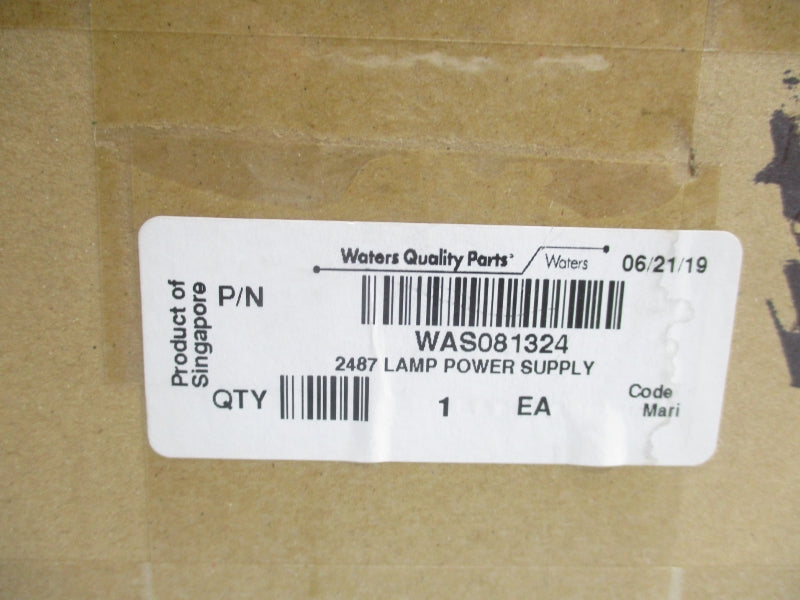 Waters Quality Parts
Waters
06/21/19
Product of
Singapore
P/N
WAS081324
2487 LAMP POWER SUPPLY
QTY
1
EA
Code
Mari